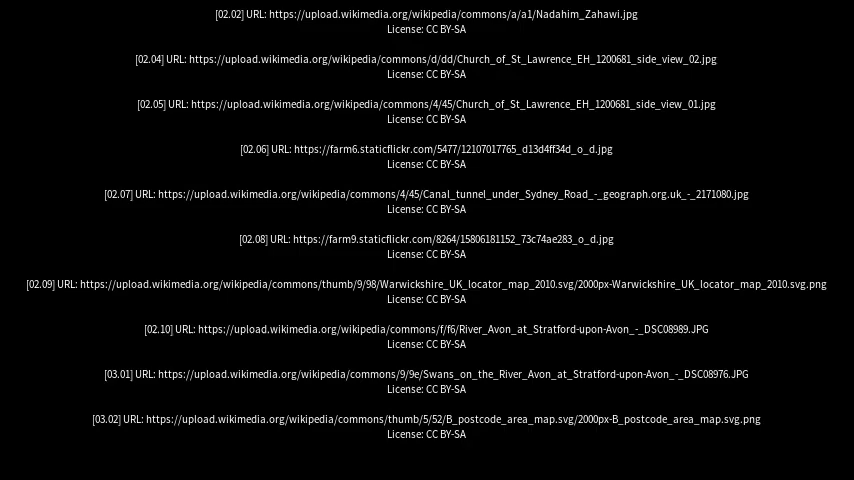 [02.02] URL: https://upload.wikimedia.org/wikipedia/commons/a/a1/Nadahim_Zahawi.jpg
License: CC BY-SA
[02.04] URL: https://upload.wikimedia.org/wikipedia/commons/d/dd/Church_of_St_Lawrence_EH_1200681_side_view_02.jpg
License: CC BY-SA
[02.05] URL: https://upload.wikimedia.org/wikipedia/commons/4/45/Church_of_St_Lawrence_EH_1200681_side_view_01.jpg
License: CC BY-SA
[02.06] URL: https://farm6.staticflickr.com/5477/12107017765_d13d4ff34d_o_d.jpg
License: CC BY-SA
[02.07] URL: https://upload.wikimedia.org/wikipedia/commons/4/45/Canal_tunnel_under_Sydney_Road_-_geograph.org.uk_-_2171080.jpg
License: CC BY-SA
[02.08] URL: https://farm9.staticflickr.com/8264/15806181152_73c74ae283_o_d.jpg
License: CC BY-SA
[02.09] URL: https://upload.wikimedia.org/wikipedia/commons/thumb/9/98/Warwickshire_UK_locator_map_2010.svg/2000px-Warwickshire_UK_locator_map_2010.svg.png
License: CC BY-SA
[02.10] URL: https://upload.wikimedia.org/wikipedia/commons/f/f6/River_Avon_at_Stratford-upon-Avon_-_DSC08989.JPG
License: CC BY-SA
[03.01] URL: https://upload.wikimedia.org/wikipedia/commons/9/9e/Swans_on_the_River_Avon_at_Stratford-upon-Avon_-_DSC08976.JPG
License: CC BY-SA
[03.02] URL: https://upload.wikimedia.org/wikipedia/commons/thumb/5/52/B_postcode_area_map.svg/2000px-B_postcode_area_map.svg.png
License: CC BY-SA